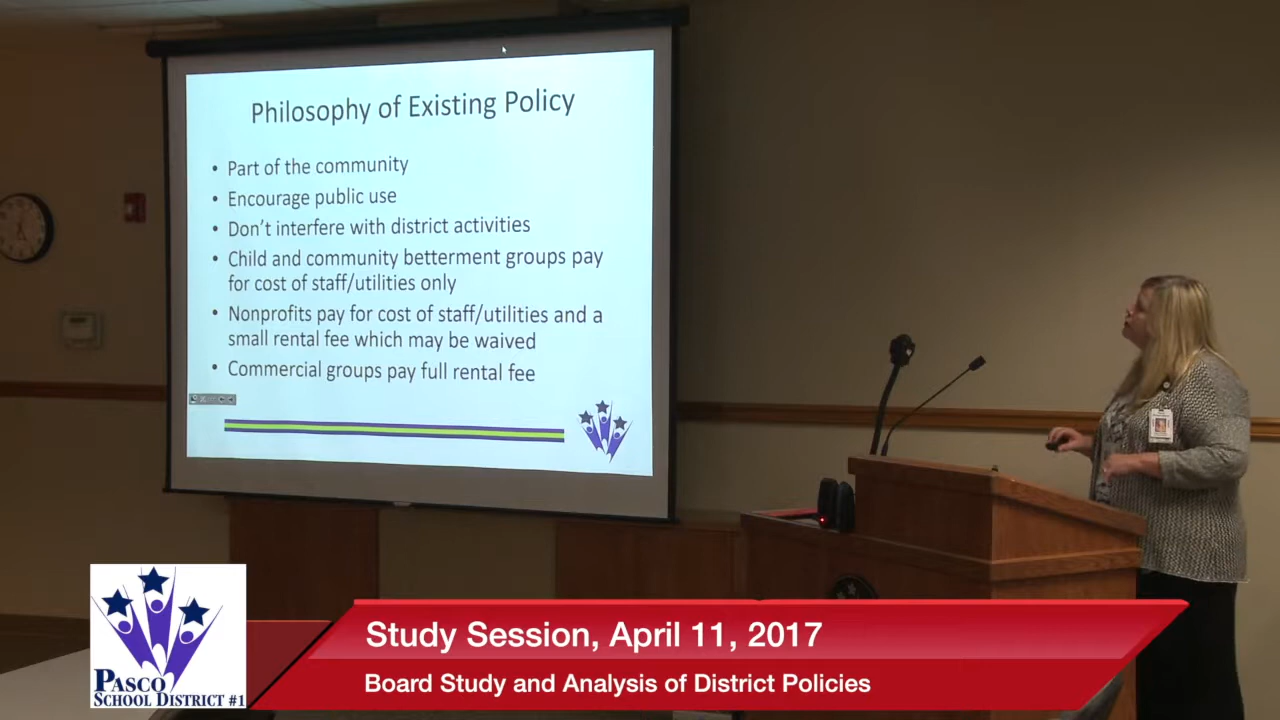 Philosophy of Existing Policy
• Part of the community
• Encourage public use
• Don't interfere with district activities
• Child and community betterment groups pay
for cost of staff/utilities only
• Nonprofits pay for cost of staff/utilities and a
small rental fee which may be waived
• Commercial groups pay full rental fee
Study Session, April 11, 2017
Board Study and Analysis of District Policies
PASCO
SCHOOL DISTRICT #1